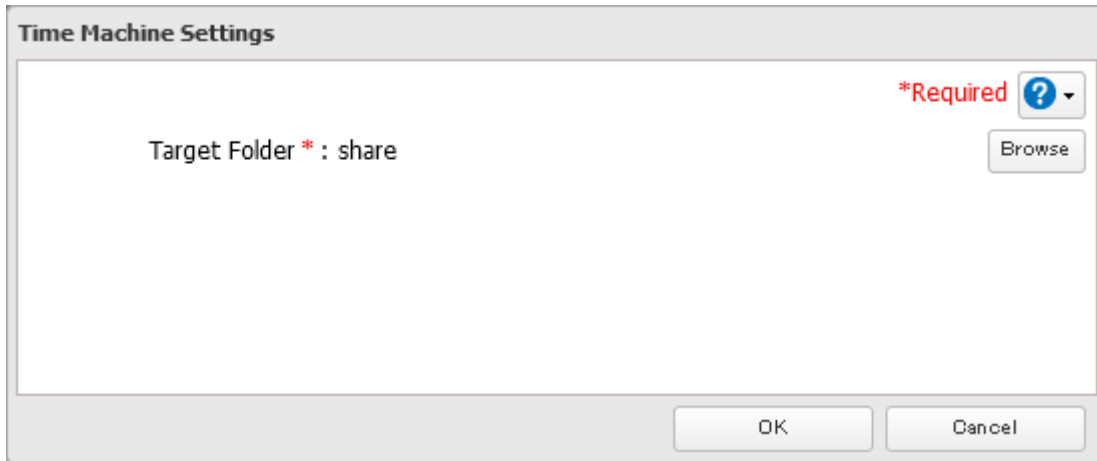 Time Machine Settings
*Required ?
Target Folder * : share
Browse
OK
Cancel